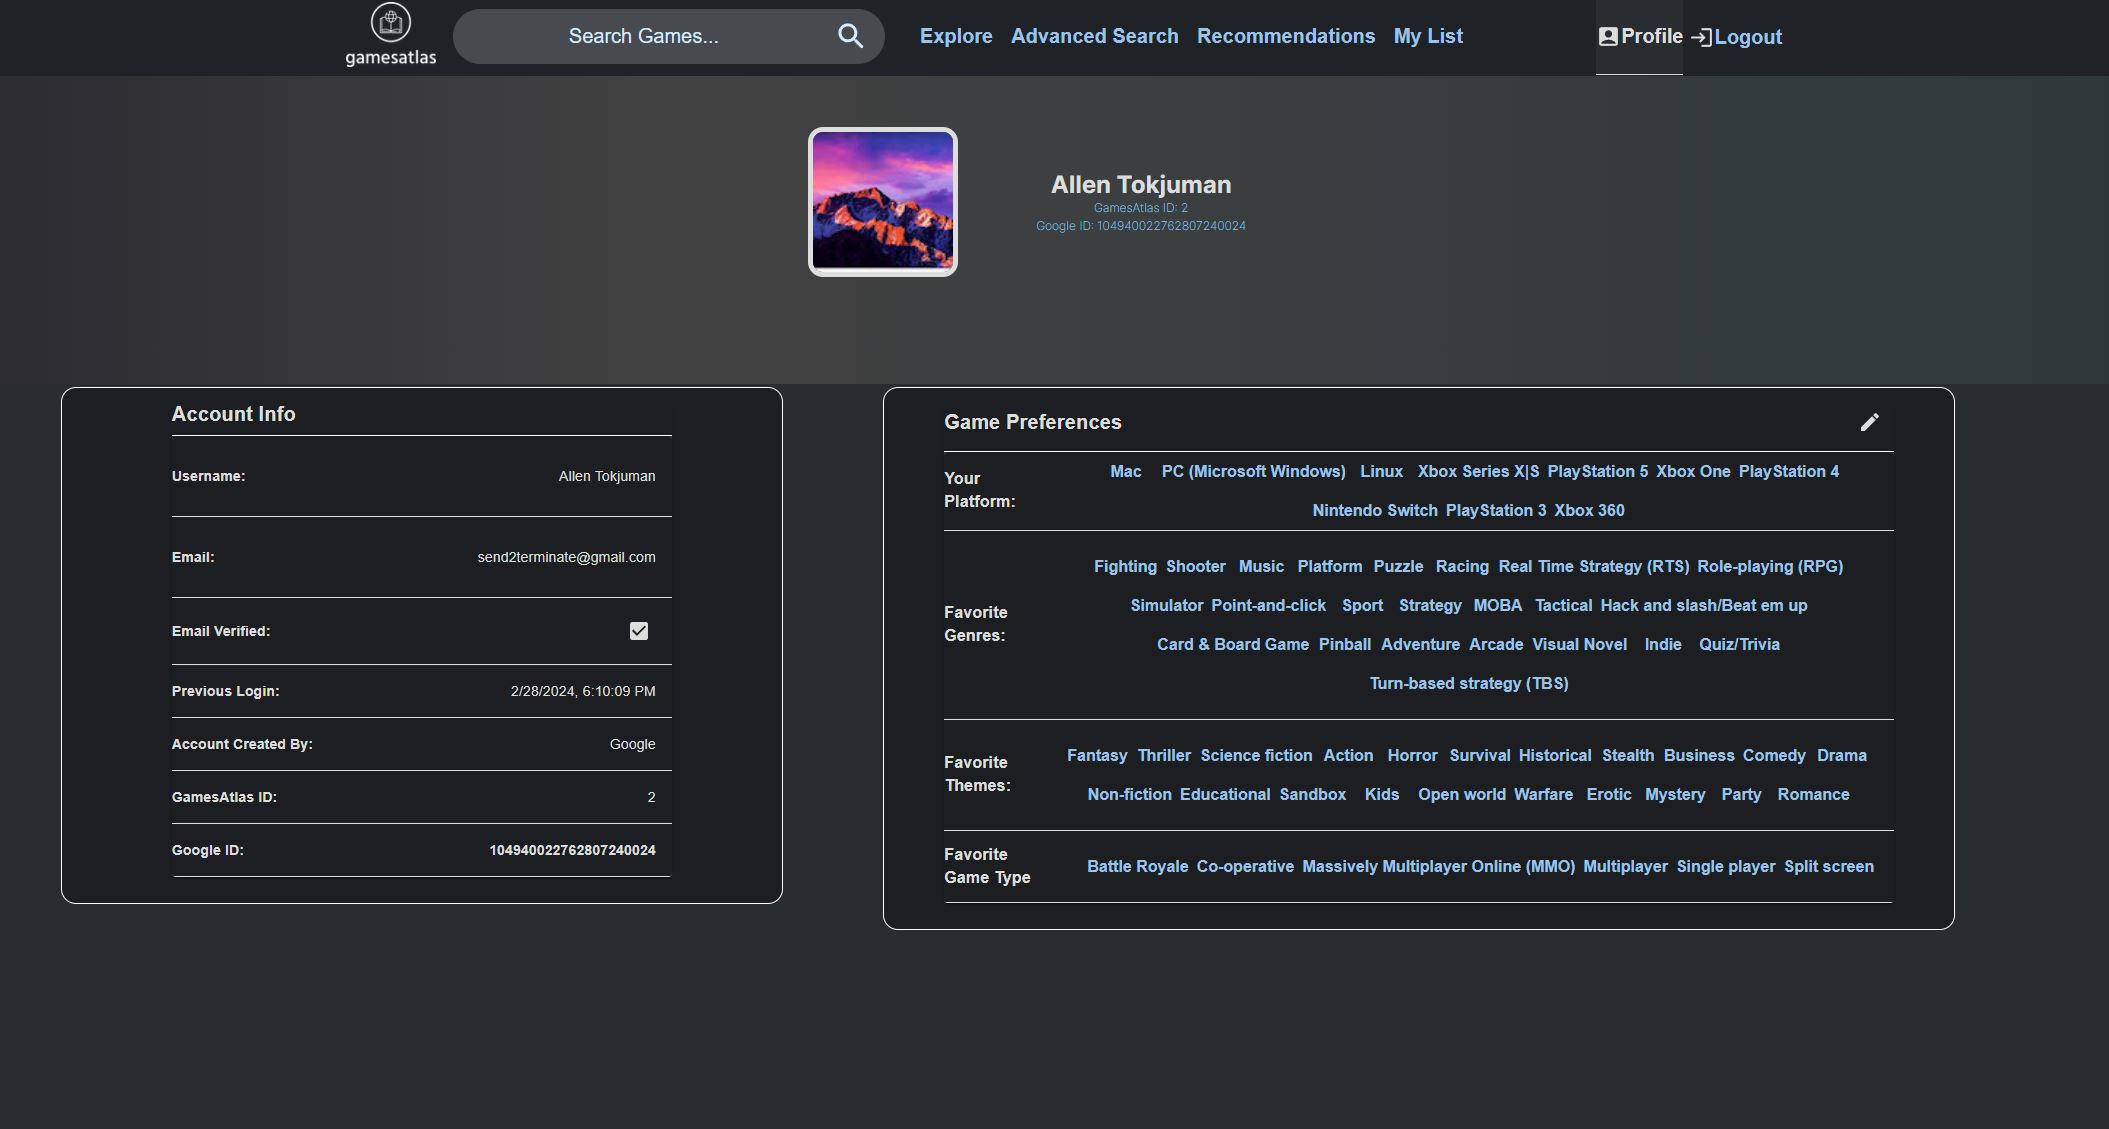 gamesatlas
Search Games...
Explore Advanced Search Recommendations My List
Profile Logout
Allen Tokjuman
GamesAtlas ID: 2
Google ID: 104940022762807240024
Account Info
Username: Allen Tokjuman
Email: send2terminate@gmail.com
Email Verified:
Previous Login: 2/28/2024, 6:10:09 PM
Account Created By: Google
GamesAtlas ID: 2
Google ID: 104940022762807240024
Game Preferences
Your
Platform:
Mac PC (Microsoft Windows) Linux Xbox Series X|S PlayStation 5 Xbox One PlayStation 4
Nintendo Switch PlayStation 3 Xbox 360
Favorite
Genres:
Fighting Shooter Music Platform Puzzle Racing Real Time Strategy (RTS) Role-playing (RPG)
Simulator Point-and-click Sport Strategy MOBA Tactical Hack and slash/Beat em up
Card & Board Game Pinball Adventure Arcade Visual Novel Indie Quiz/Trivia
Turn-based strategy (TBS)
Favorite
Themes:
Fantasy Thriller Science fiction Action Horror Survival Historical Stealth Business Comedy Drama
Non-fiction Educational Sandbox Kids Open world Warfare Erotic Mystery Party Romance
Favorite
Game Type
Battle Royale Co-operative Massively Multiplayer Online (MMO) Multiplayer Single player Split screen